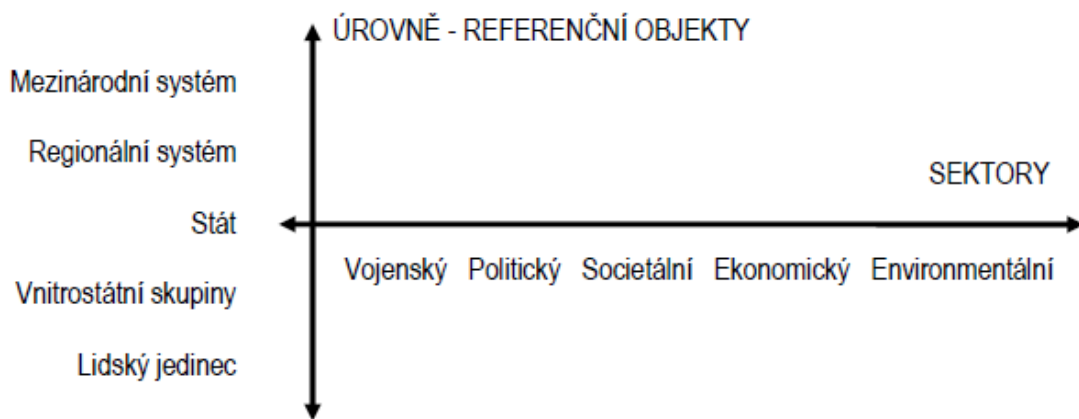 ÚROVNĚ - REFERENČNÍ OBJEKTY
Mezinárodní systém
Regionální systém
SEKTORY
Stát
Vojenský Politický Societální Ekonomický Environmentální
Vnitrostátní skupiny
Lidský jedinec